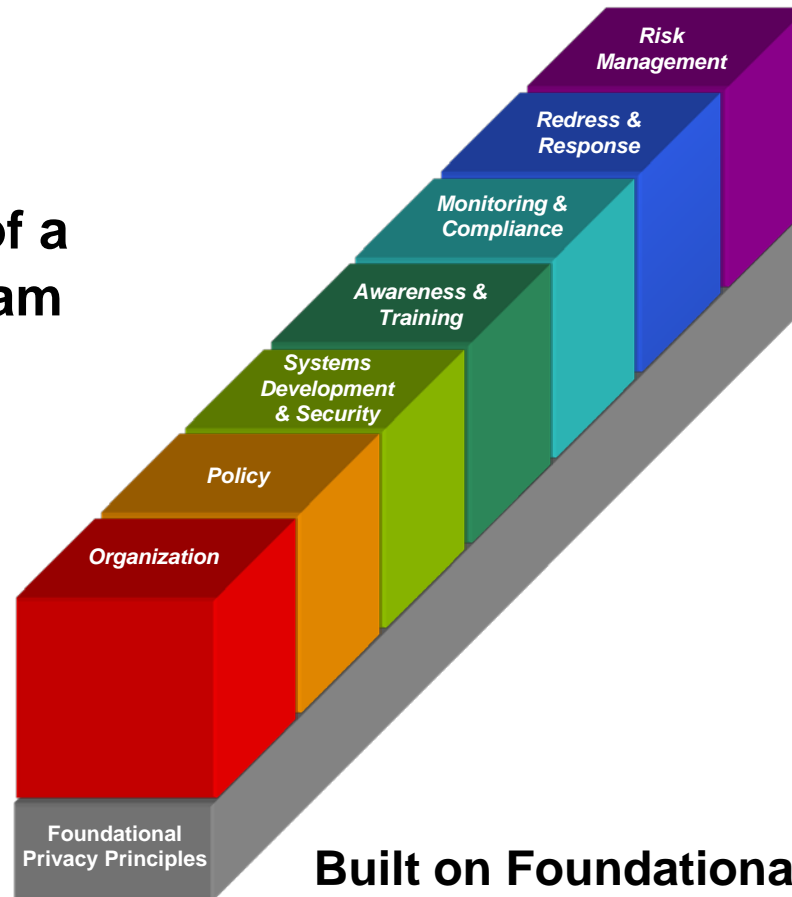 Risk
Management
Redress &
Response
Monitoring &
Compliance
of a
am
Awareness &
Training
Systems
Development
& Security
Policy
Organization
Foundational
Privacy Principles
Built on Foundational